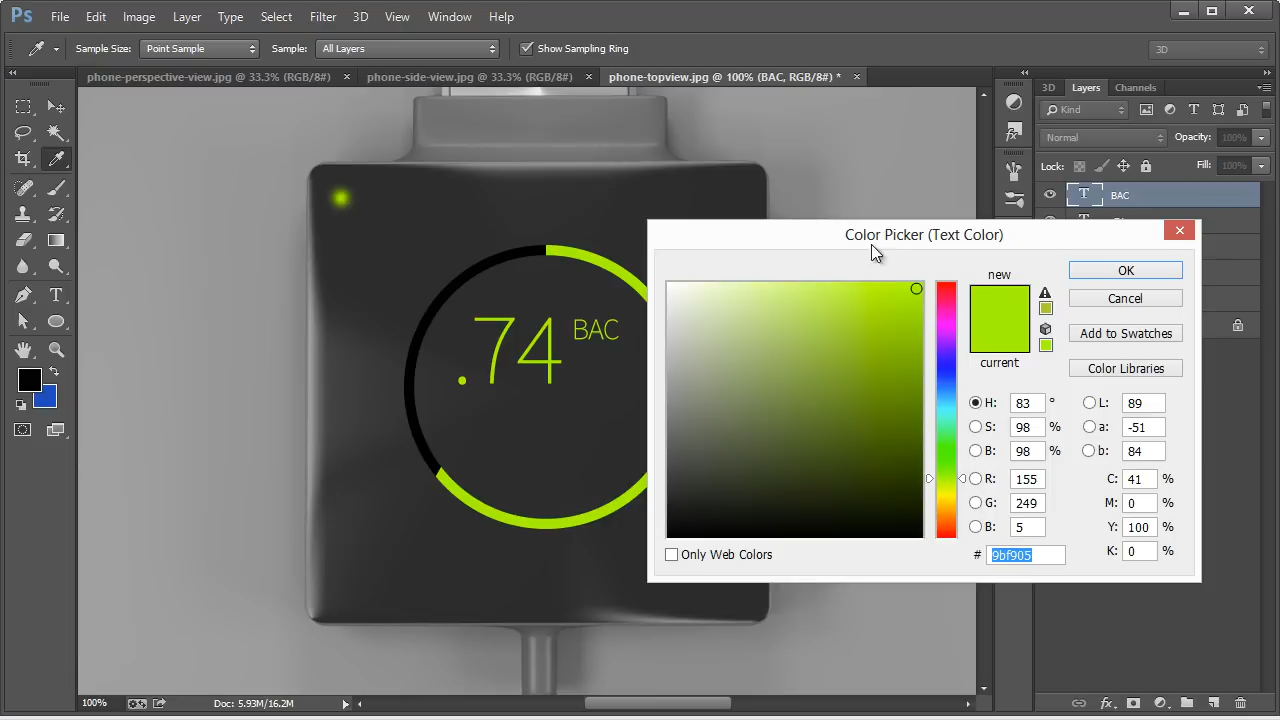 Ps File Edit Image Layer Type Select Filter 3D View Window Help
Sample Size: Point Sample Sample: All Layers Show Sampling Ring 3D
phone-perspective-view.jpg @ 33.3% (RGB/8#) × phone-side-view.jpg @ 33.3% (RGB/8#) × phone-topview.jpg @ 100% (BAC, RGB/8#) * ×
3D Layers Channels
Kind
Normal Opacity: 100%
Lock: Fill: 100%
T BAC
.74 BAC
Color Picker (Text Color)
new
current
OK
Cancel
Add to Swatches
Color Libraries
H: 83 ° L: 89
S: 98 % a: -51
B: 98 % b: 84
R: 155 C: 41 %
G: 249 M: 0 %
B: 5 Y: 100 %
# 9bf905 K: 0 %
Only Web Colors
100% Doc: 5.93M/16.2M